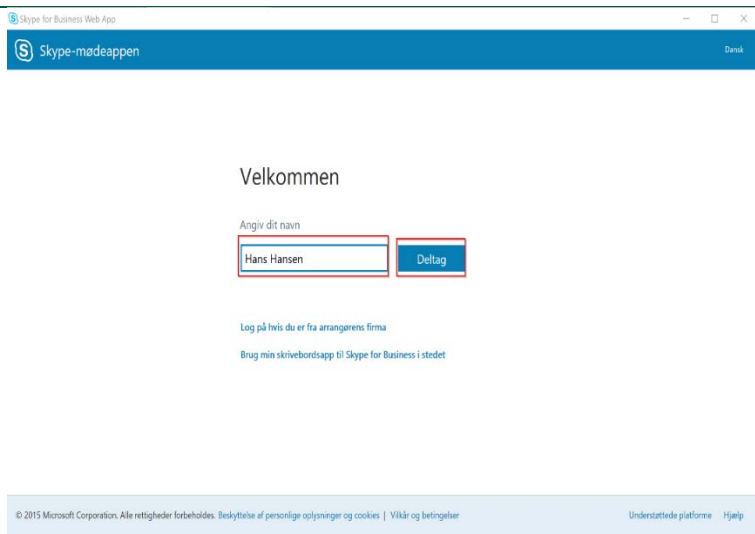 Skype for Business Web App
Skype-mødeappen
Dansk
Velkommen
Angiv dit navn
Hans Hansen
Deltag
Log på hvis du er fra arrangørens firma
Brug min skrivebordsapp til Skype for Business i stedet
© 2015 Microsoft Corporation. Alle rettigheder forbeholdes. Beskyttelse af personlige oplysninger og cookies | Vilkår og betingelser Understøttede platforme Hjælp